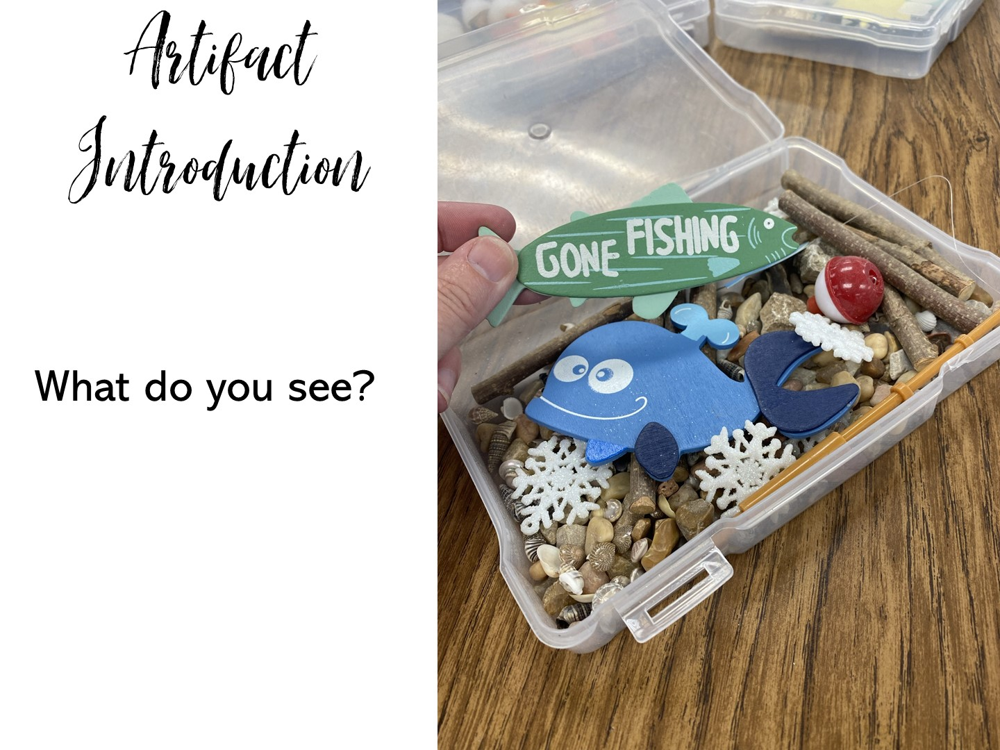 Artifact
Introduction
What do you see?
GONE FISHING